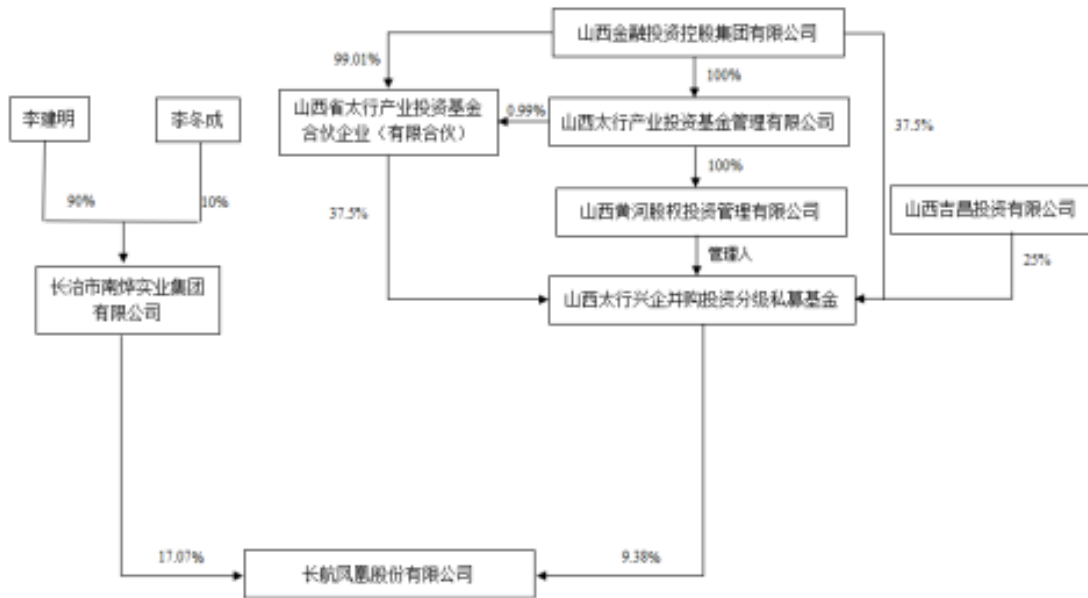 山西金融投资控股集团有限公司
99.01%
100%
李建明
李冬成
山西省太行产业投资基金
合伙企业（有限合伙）
0.99%
山西太行产业投资基金管理有限公司
37.5%
90%
10%
37.5%
100%
山西黄河股权投资管理有限公司
山西吉昌投资有限公司
管理人
25%
长治市南烨实业集团
有限公司
山西太行兴企并购投资分级私募基金
17.07%
长航凤凰股份有限公司
9.38%